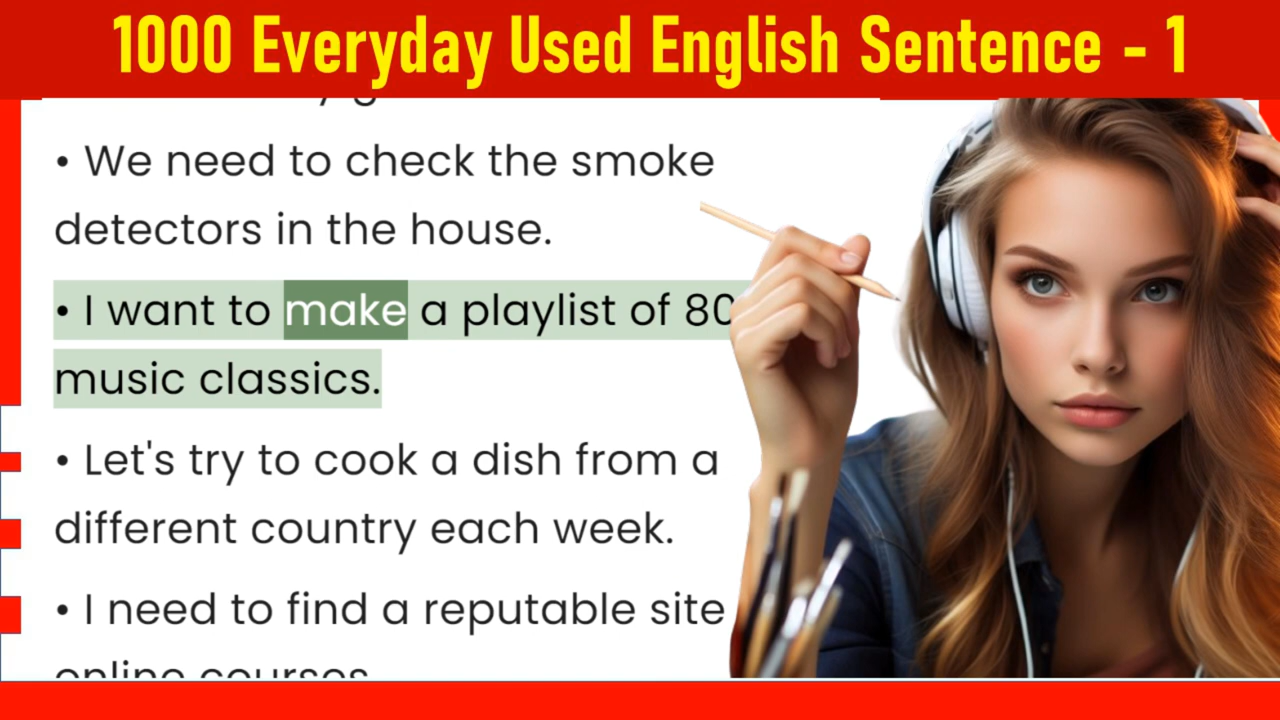 1000 Everyday Used English Sentence - 1
• We need to check the smoke
detectors in the house.
• I want to make a playlist of 80
music classics.
• Let's try to cook a dish from a
different country each week.
• I need to find a reputable site
online courses